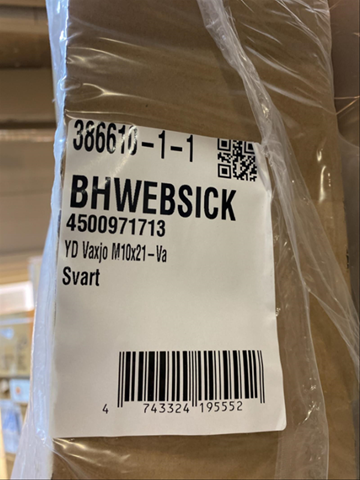 386610-1-1
BHWEBSICK
4500971713
YD Vaxjo M10x21-Va
Svart
4 743324 195552